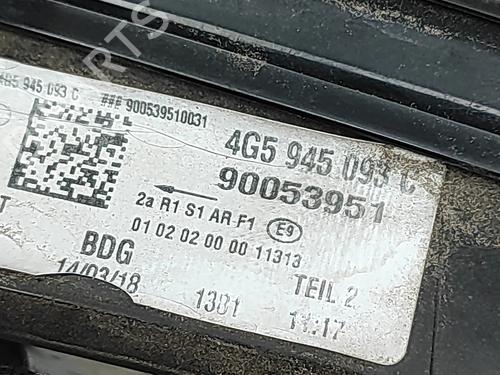 4G5 945 093 C ### 900539510031
4G5 945 093 C
90053951
2a R1 S1 AR F1 E9
01 02 02 00 00 11313
BDG TEIL 2
14/03/18 1301 11:17